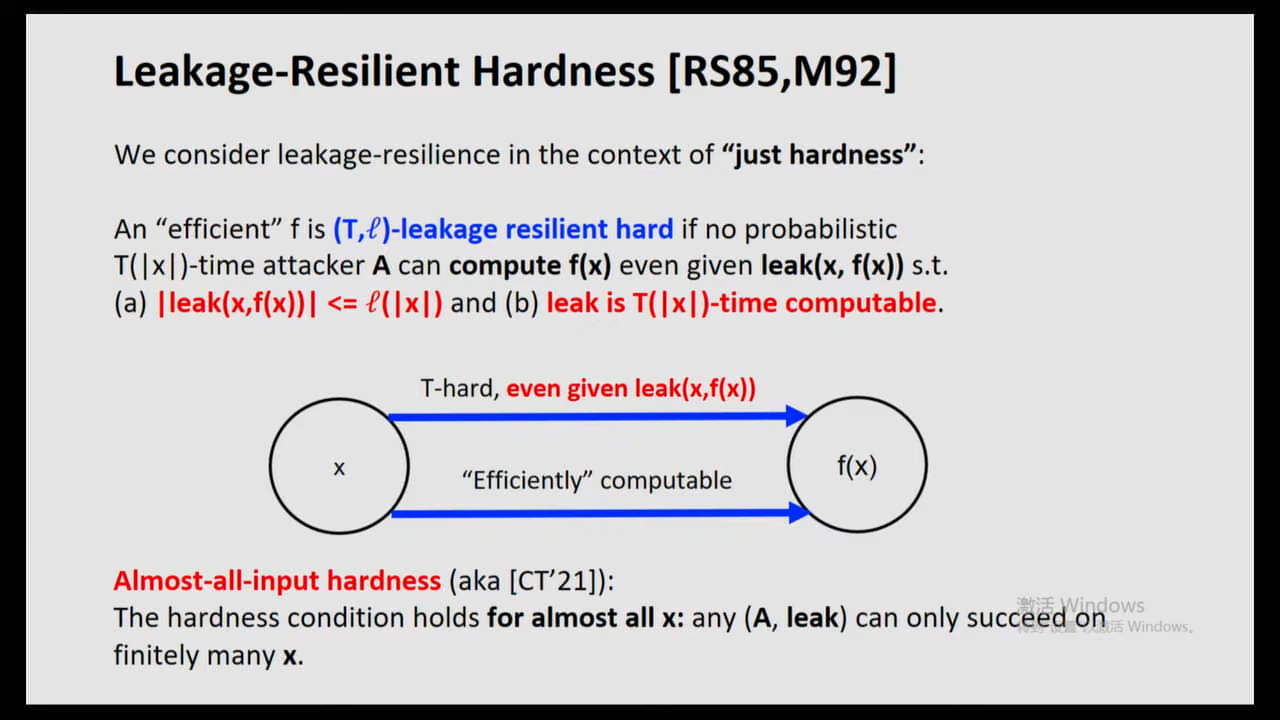 Leakage-Resilient Hardness [RS85,M92]
We consider leakage-resilience in the context of “just hardness”:
An “efficient” f is (T,ℓ)-leakage resilient hard if no probabilistic
T(|x|)-time attacker A can compute f(x) even given leak(x, f(x)) s.t.
(a) |leak(x,f(x))| <= ℓ(|x|) and (b) leak is T(|x|)-time computable.
T-hard, even given leak(x,f(x))
x
f(x)
“Efficiently” computable
Almost-all-input hardness (aka [CT’21]):
The hardness condition holds for almost all x: any (A, leak) can only succeed on
finitely many x.
激活 Windows
转到“设置”以激活 Windows。